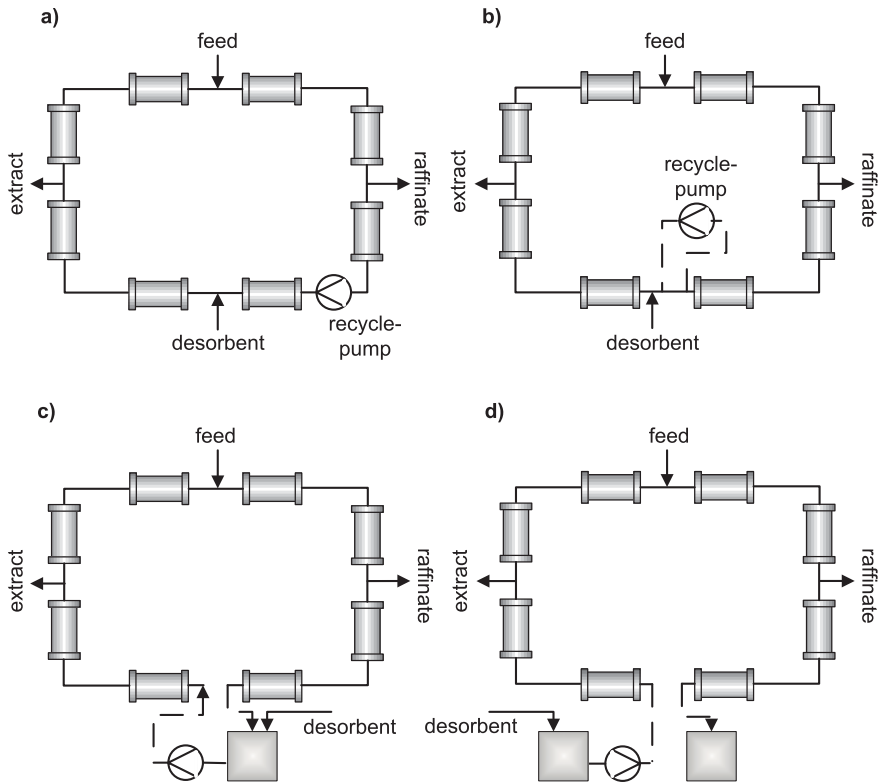 a)
feed
extract
raffinate
desorbent
recycle-
pump
b)
feed
recycle-
pump
extract
raffinate
desorbent
c)
feed
extract
raffinate
desorbent
d)
feed
extract
raffinate
desorbent